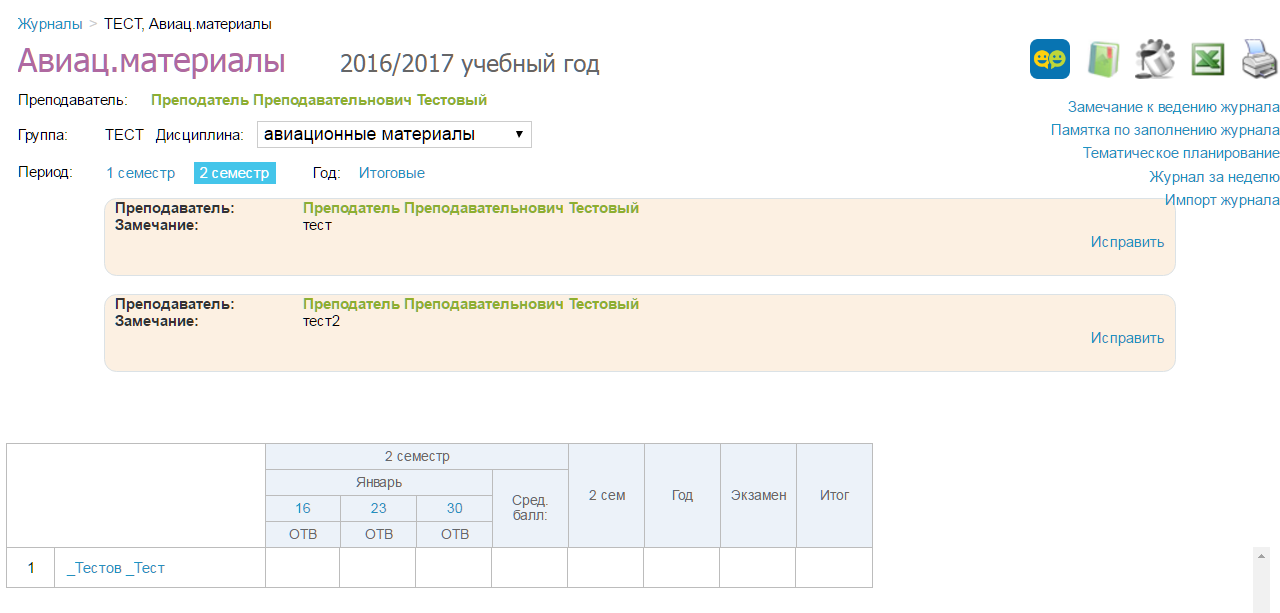 Журналы > ТЕСТ, Авиац.материалы
Авиац.материалы 2016/2017 учебный год
Преподаватель: Преподатель Преподавательнович Тестовый
Замечание к ведению журнала
Группа: ТЕСТ Дисциплина: авиационные материалы
Памятка по заполнению журнала
Тематическое планирование
Период: 1 семестр 2 семестр Год: Итоговые
Журнал за неделю
Импорт журнала
Преподаватель: Преподатель Преподавательнович Тестовый
Замечание: тест
Исправить
Преподаватель: Преподатель Преподавательнович Тестовый
Замечание: тест2
Исправить
2 семестр
Январь
Сред. балл:
2 сем Год Экзамен Итог
16 23 30
ОТВ ОТВ ОТВ
1 _Тестов _Тест